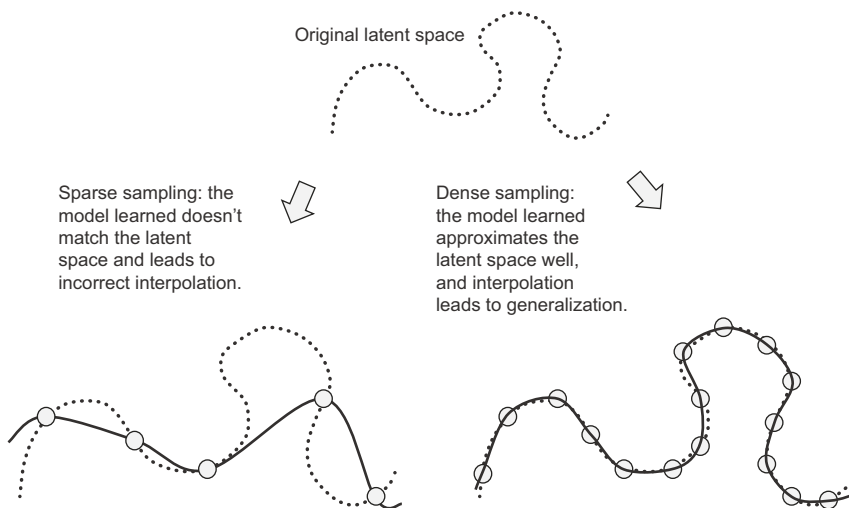 Original latent space
Sparse sampling: the
model learned doesn’t
match the latent
space and leads to
incorrect interpolation.
Dense sampling:
the model learned
approximates the
latent space well,
and interpolation
leads to generalization.